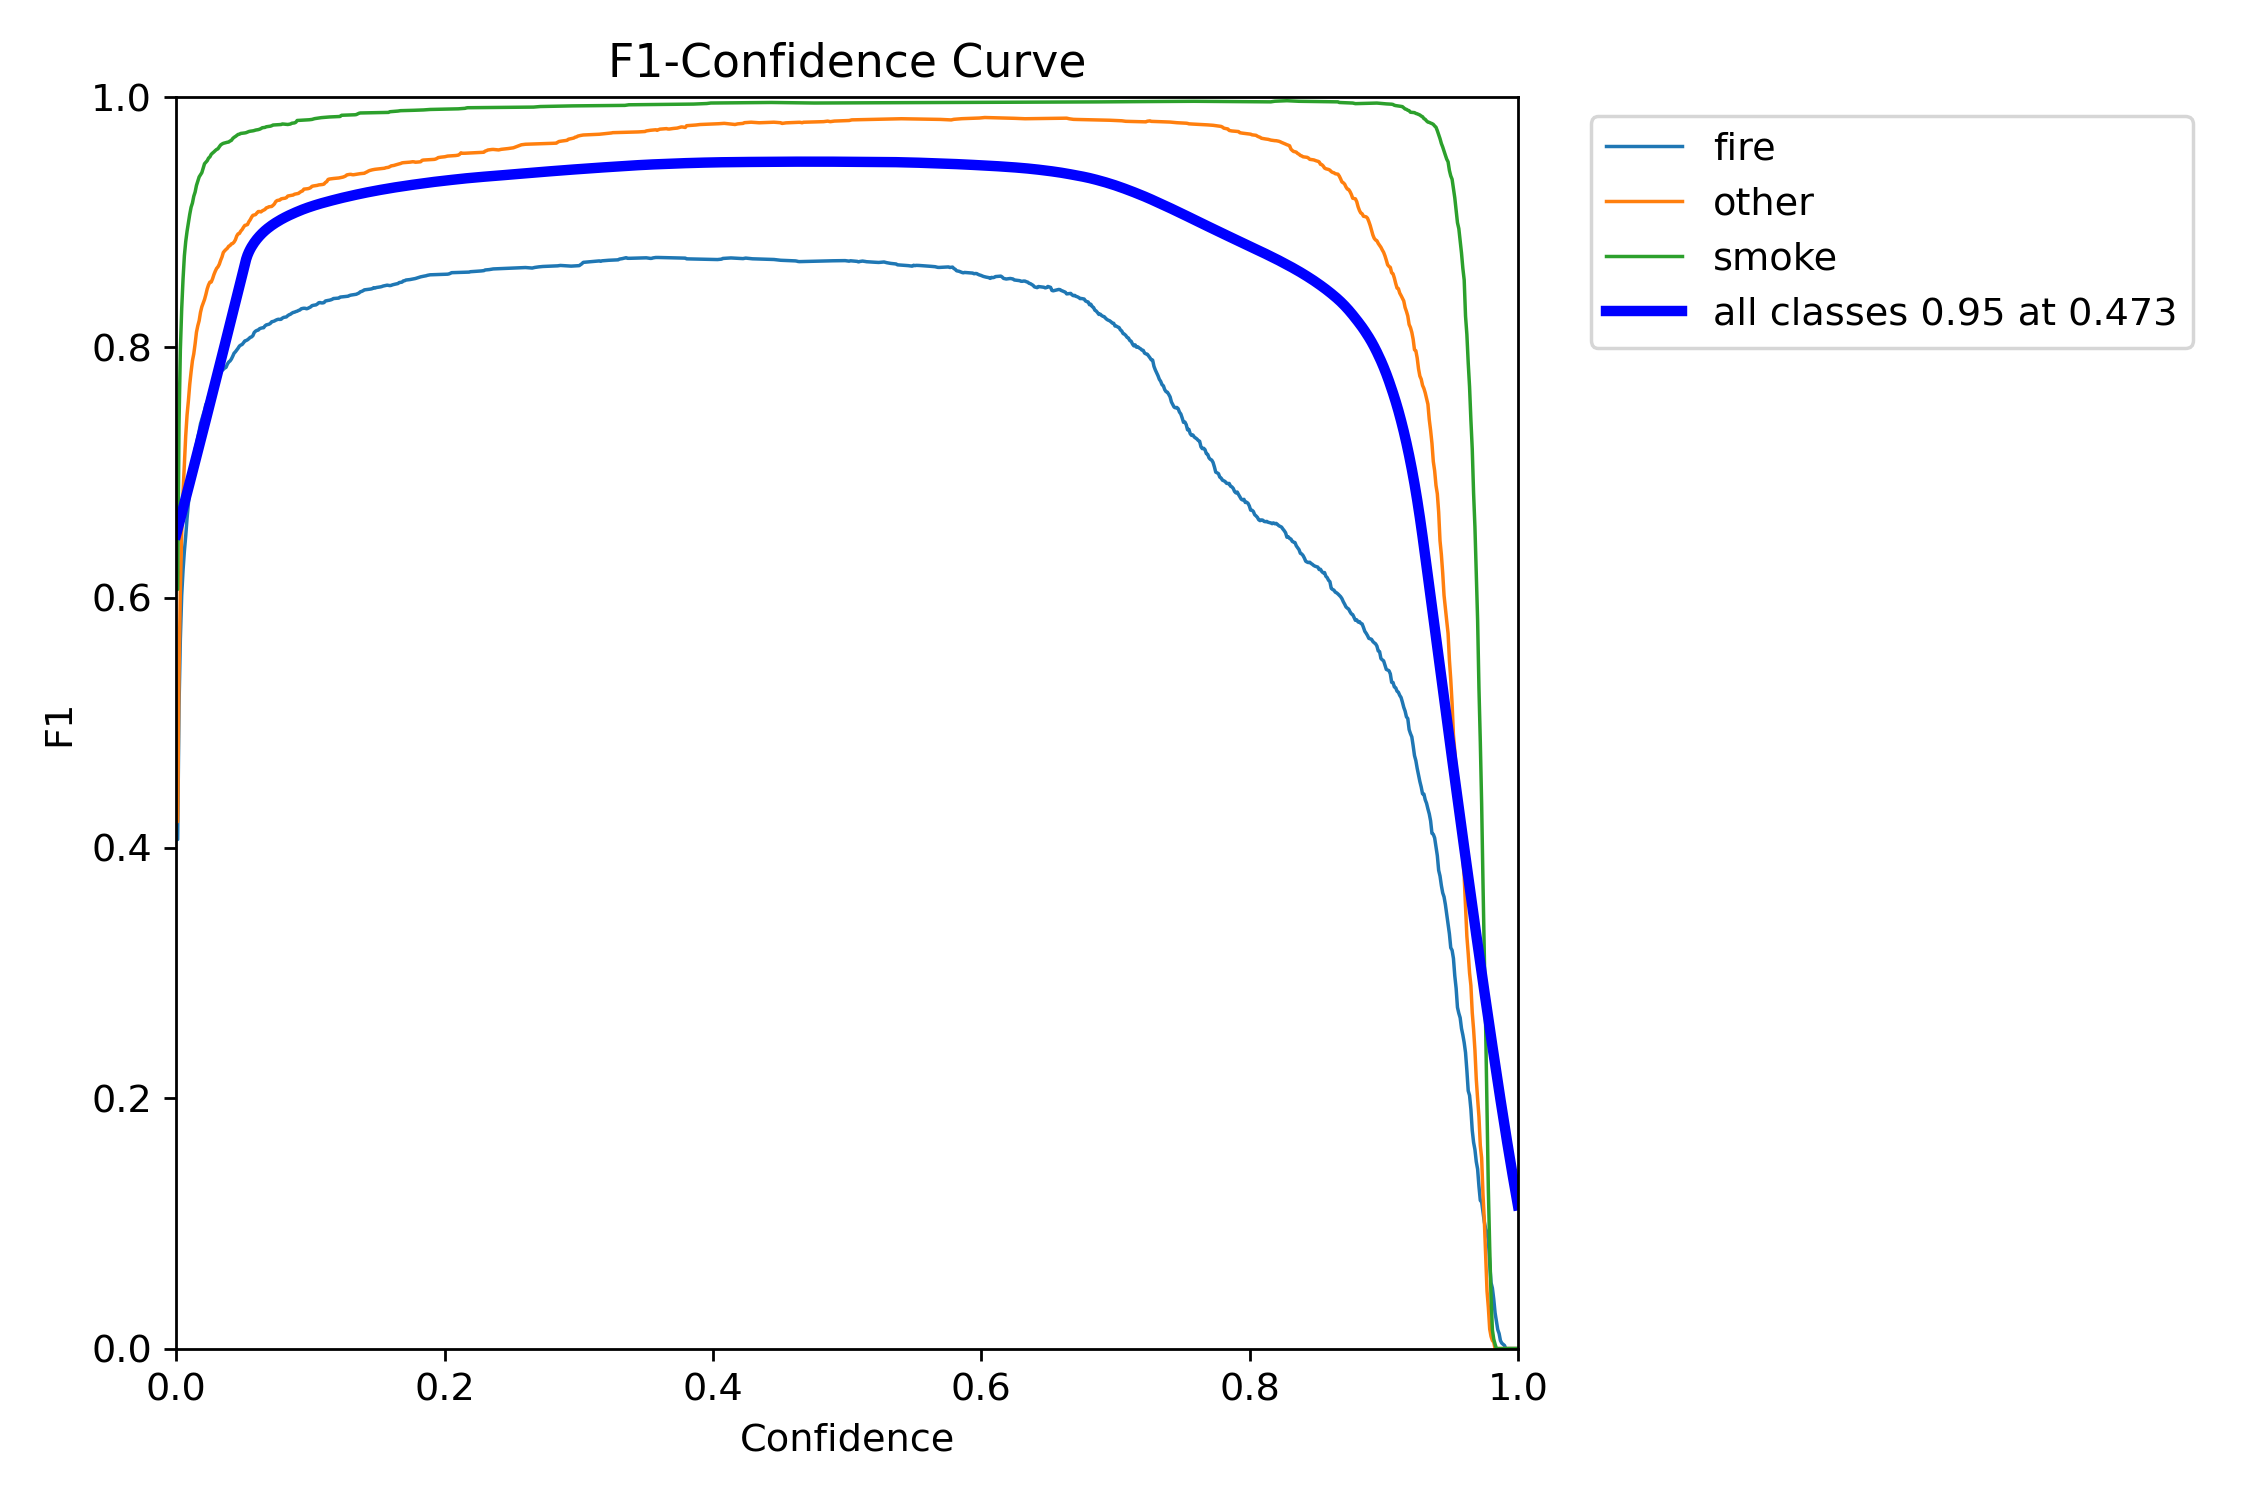 F1-Confidence Curve
1.0
0.8
0.6
0.4
0.2
0.0
F1
0.0 0.2 0.4 0.6 0.8 1.0
Confidence
fire
other
smoke
all classes 0.95 at 0.473